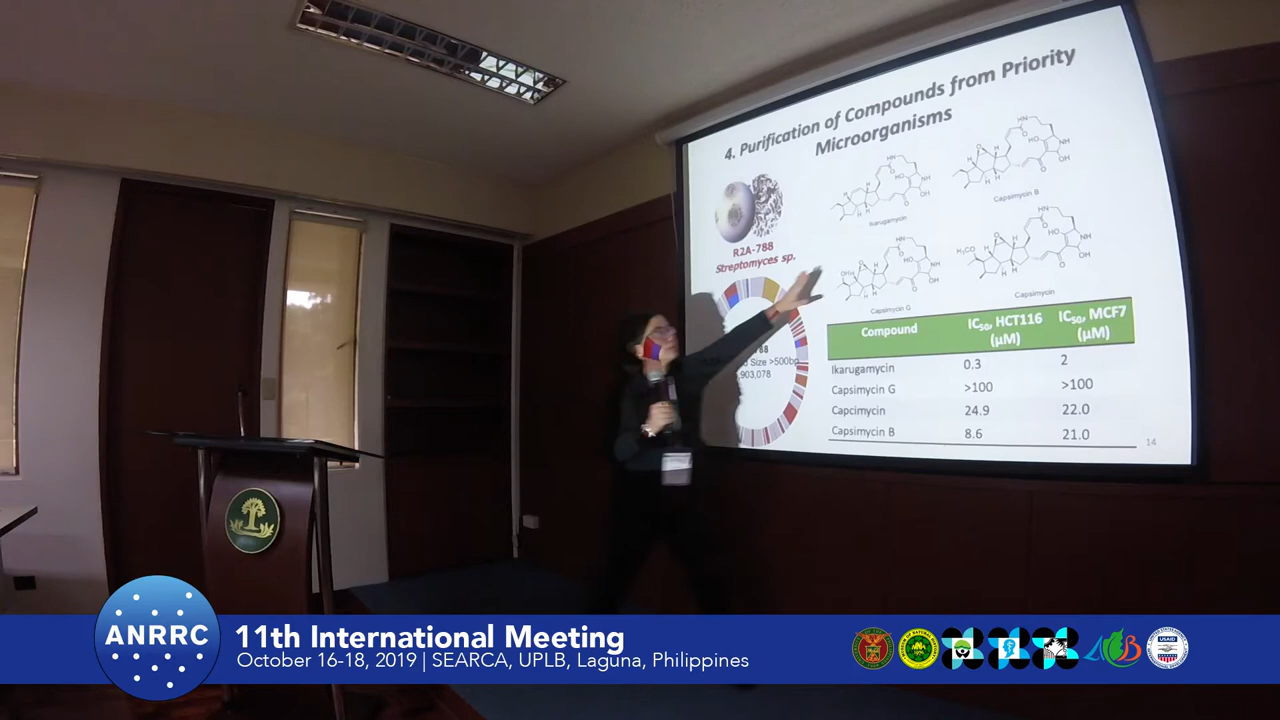 4. Purification of Compounds from Priority
Microorganisms
Ikarugamycin
Capsimycin B
R2A-788
Streptomyces sp.
Capsimycin G
Capsimycin
88
Size >500bp
,903,078
Compound IC50, HCT116 (µM) IC50, MCF7 (µM)
Ikarugamycin 0.3 2
Capsimycin G >100 >100
Capcimycin 24.9 22.0
Capsimycin B 8.6 21.0
14
ANRRC
11th International Meeting
October 16-18, 2019 | SEARCA, UPLB, Laguna, Philippines
USAID